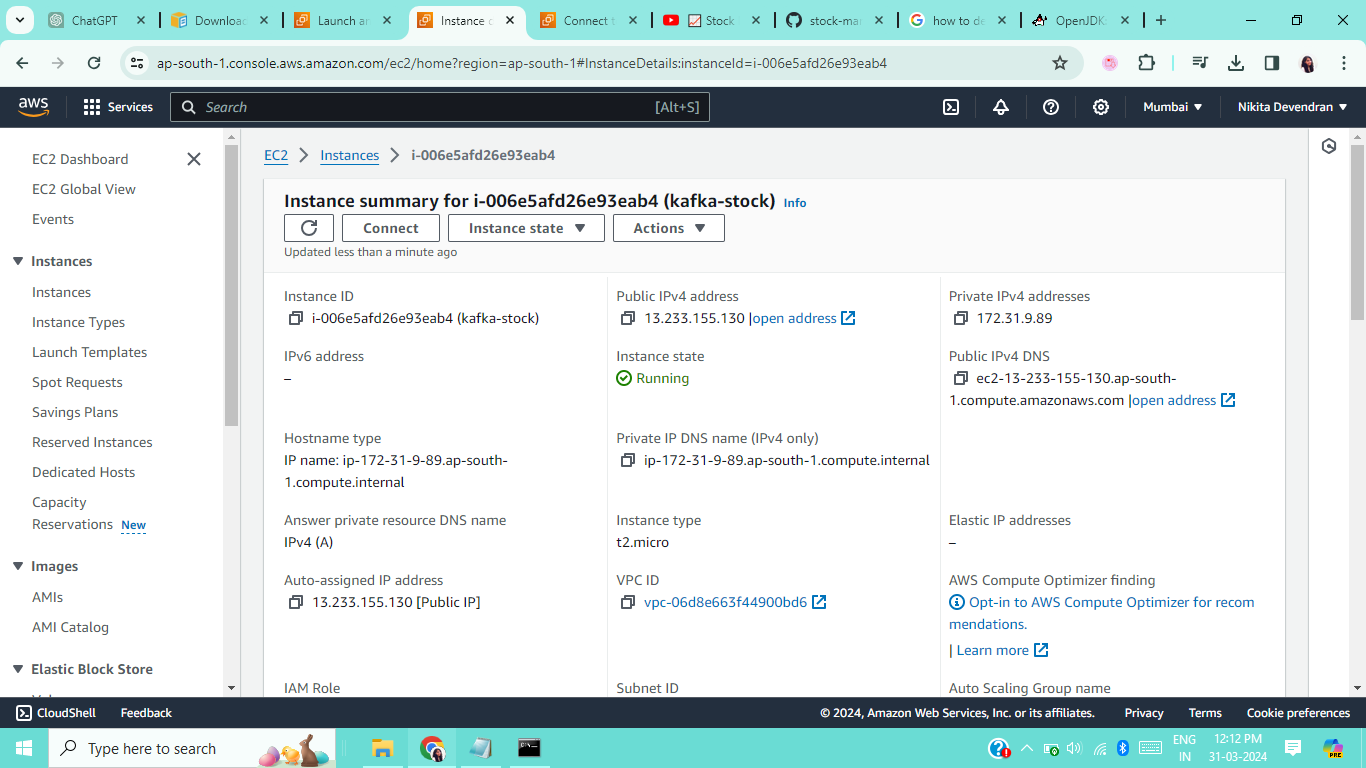 ChatGPT
Downloa
Launch an
Instance d
Connect t
Stock
stock-mar
how to de
OpenJDK
ap-south-1.console.aws.amazon.com/ec2/home?region=ap-south-1#InstanceDetails:instanceId=i-006e5afd26e93eab4
aws
Services
Search
[Alt+S]
Mumbai
Nikita Devendran
EC2 Dashboard
EC2 Global View
Events
Instances
Instances
Instance Types
Launch Templates
Spot Requests
Savings Plans
Reserved Instances
Dedicated Hosts
Capacity
Reservations New
Images
AMIs
AMI Catalog
Elastic Block Store
EC2 Instances i-006e5afd26e93eab4
Instance summary for i-006e5afd26e93eab4 (kafka-stock) Info
Connect
Instance state
Actions
Updated less than a minute ago
Instance ID
i-006e5afd26e93eab4 (kafka-stock)
Public IPv4 address
13.233.155.130 |open address
Private IPv4 addresses
172.31.9.89
IPv6 address
–
Instance state
Running
Public IPv4 DNS
ec2-13-233-155-130.ap-south-
1.compute.amazonaws.com |open address
Hostname type
IP name: ip-172-31-9-89.ap-south-
1.compute.internal
Private IP DNS name (IPv4 only)
ip-172-31-9-89.ap-south-1.compute.internal
Answer private resource DNS name
IPv4 (A)
Instance type
t2.micro
Elastic IP addresses
–
Auto-assigned IP address
13.233.155.130 [Public IP]
VPC ID
vpc-06d8e663f44900bd6
AWS Compute Optimizer finding
Opt-in to AWS Compute Optimizer for recom
mendations.
| Learn more
IAM Role
Subnet ID
Auto Scaling Group name
CloudShell
Feedback
© 2024, Amazon Web Services, Inc. or its affiliates.
Privacy
Terms
Cookie preferences
Type here to search
ENG
IN
12:12 PM
31-03-2024
PRE